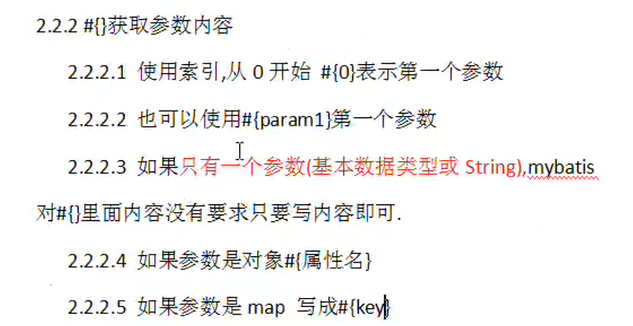 2.2.2 #{}获取参数内容
2.2.2.1 使用索引,从 0 开始 #{0}表示第一个参数
2.2.2.2 也可以使用#{param1}第一个参数
2.2.2.3 如果只有一个参数(基本数据类型或 String),mybatis
对#{}里面内容没有要求只要写内容即可.
2.2.2.4 如果参数是对象#{属性名}
2.2.2.5 如果参数是 map 写成#{key}